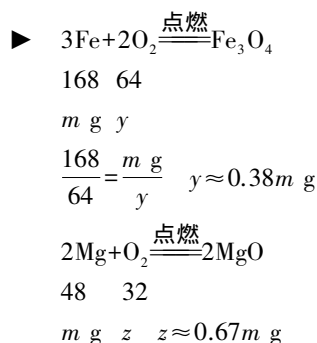 ▶ 3Fe+2O₂ 点燃 ═══ Fe₃O₄
168 64
m g y
168/64 = m g/y y≈0.38m g
2Mg+O₂ 点燃 ═══ 2MgO
48 32
m g z z≈0.67m g